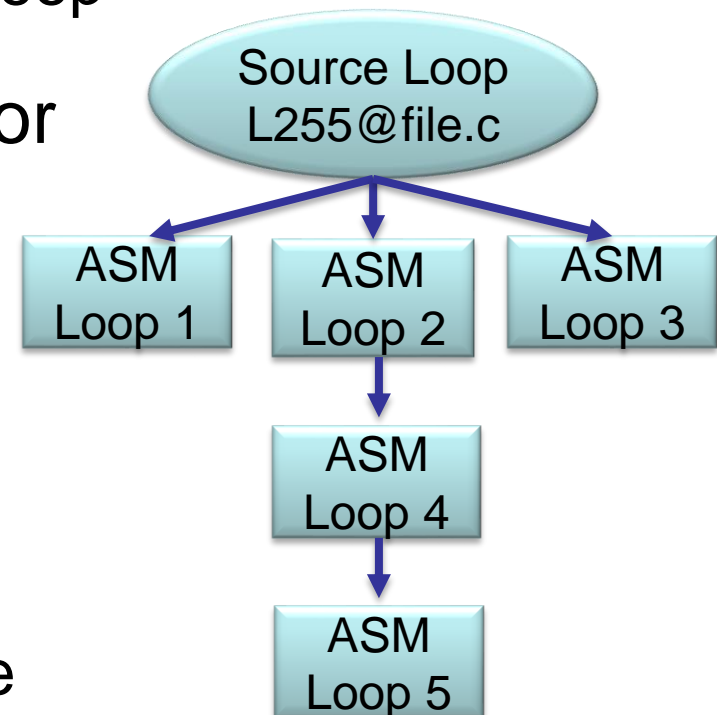 Source Loop
L255@file.c
or
ASM
Loop 1
ASM
Loop 2
ASM
Loop 3
ASM
Loop 4
ASM
Loop 5